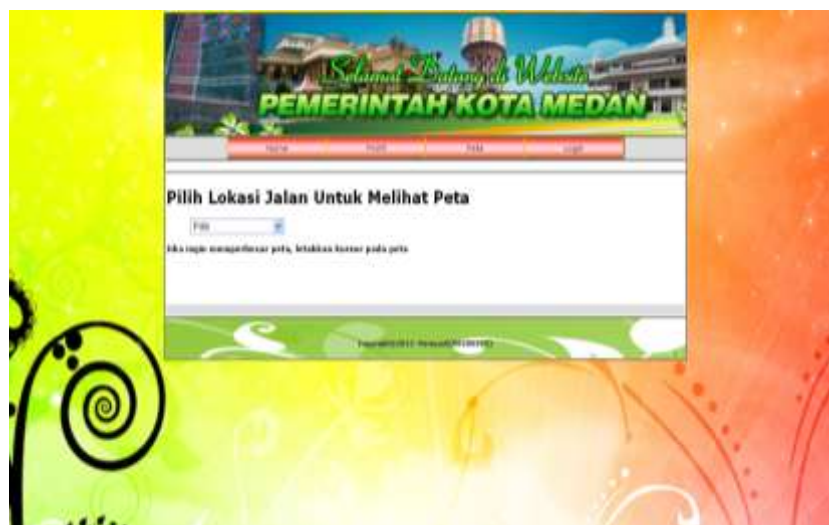 Selamat Datang di Website
PEMERINTAH KOTA MEDAN
Home Profil Peta Login
Pilih Lokasi Jalan Untuk Melihat Peta
Pilih
Jika ingin memperbesar peta, letakkan kursor pada peta